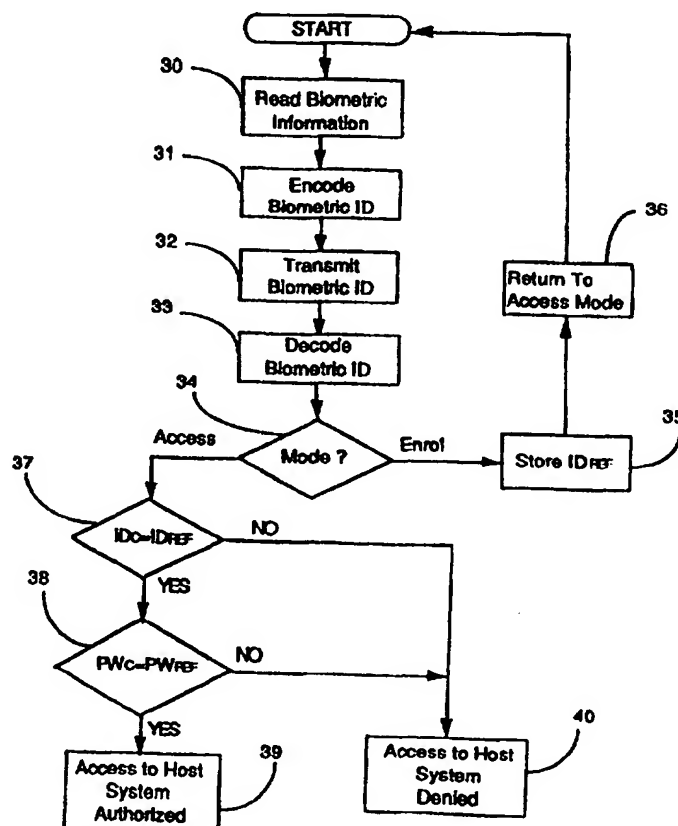 START
30
Read Biometric
Information
31
Encode
Biometric ID
32
Transmit
Biometric ID
36
Return To
Access Mode
33
Decode
Biometric ID
34
Mode ?
Access
Enrol
35
Store IDREF
37
IDC=IDREF
NO
YES
38
PWC=PWREF
NO
YES
39
Access to Host
System
Authorized
40
Access to Host
System
Denied